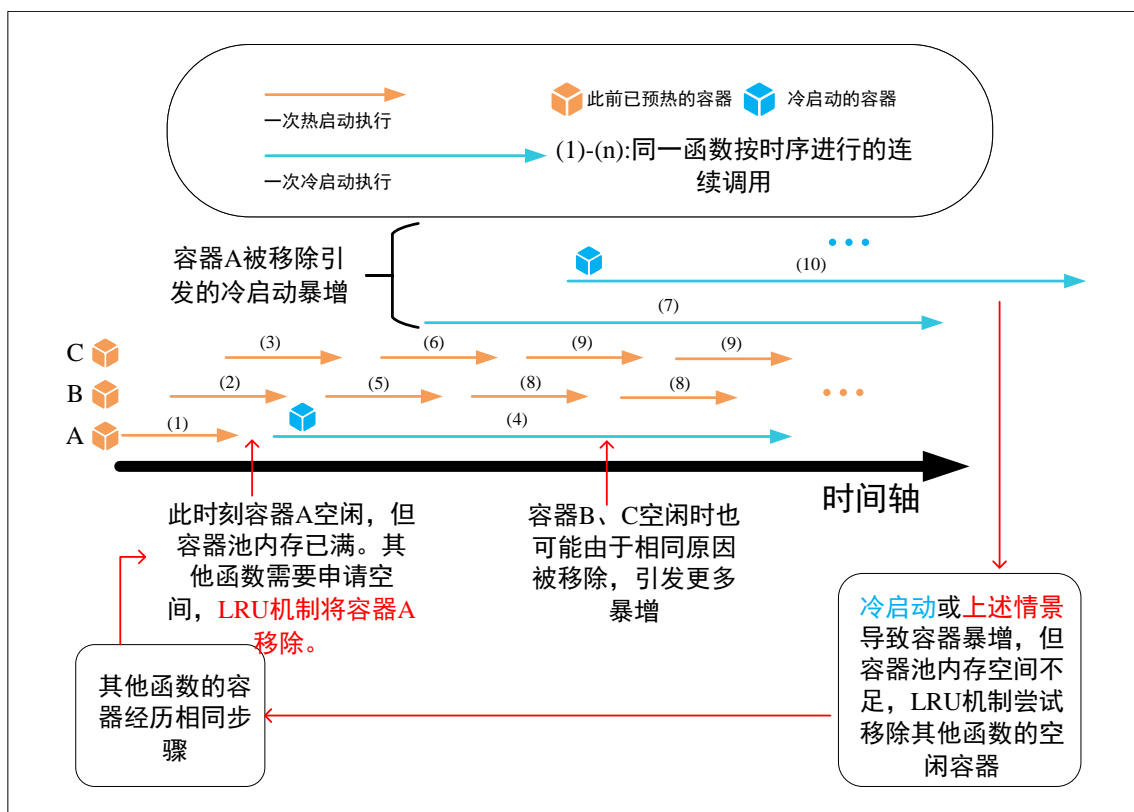 此前已预热的容器
冷启动的容器
一次热启动执行
(1)-(n):同一函数按时序进行的连
续调用
一次冷启动执行
容器A被移除引
发的冷启动暴增
(10)
(7)
C
(3)
(6)
(9)
(9)
B
(2)
(5)
(8)
(8)
A
(1)
(4)
时间轴
此时刻容器A空闲，但
容器池内存已满。其
他函数需要申请空
间，LRU机制将容器A
移除。
容器B、C空闲时也
可能由于相同原因
被移除，引发更多
暴增
冷启动或上述情景
导致容器暴增，但
容器池内存空间不
足，LRU机制尝试
移除其他函数的空
闲容器
其他函数的容
器经历相同步
骤